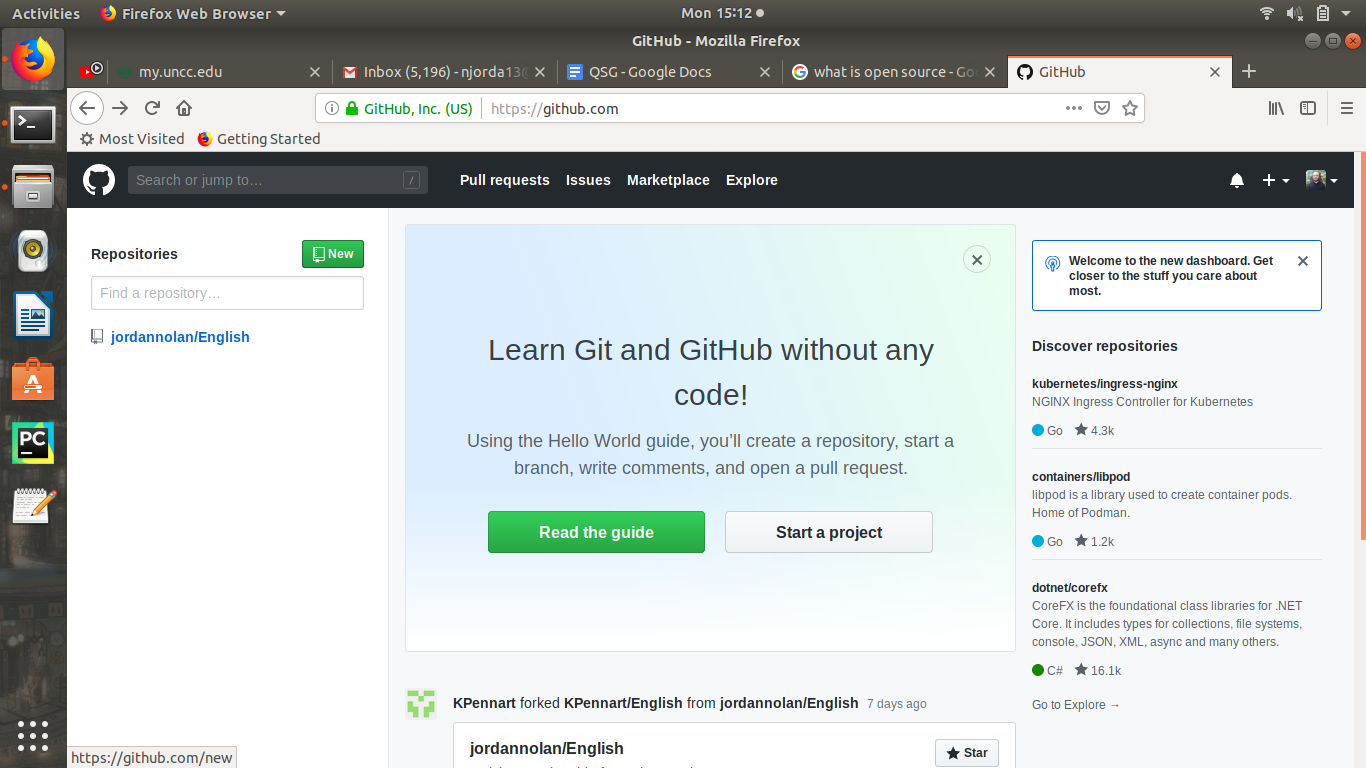 Activities
Firefox Web Browser
Mon 15:12
GitHub - Mozilla Firefox
my.uncc.edu
Inbox (5,196) - njorda13@
QSG - Google Docs
what is open source - Goo
GitHub
GitHub, Inc. (US)
https://github.com
Most Visited
Getting Started
Search or jump to…
/
Pull requests
Issues
Marketplace
Explore
Repositories
New
Find a repository…
jordannolan/English
Learn Git and GitHub without any
code!
Using the Hello World guide, you’ll create a repository, start a
branch, write comments, and open a pull request.
Read the guide
Start a project
KPennart forked KPennart/English from jordannolan/English 7 days ago
jordannolan/English
Star
Welcome to the new dashboard. Get
closer to the stuff you care about
most.
Discover repositories
kubernetes/ingress-nginx
NGINX Ingress Controller for Kubernetes
Go 4.3k
containers/libpod
libpod is a library used to create container pods.
Home of Podman.
Go 1.2k
dotnet/corefx
CoreFX is the foundational class libraries for .NET
Core. It includes types for collections, file systems,
console, JSON, XML, async and many others.
C# 16.1k
Go to Explore →
PC
https://github.com/new